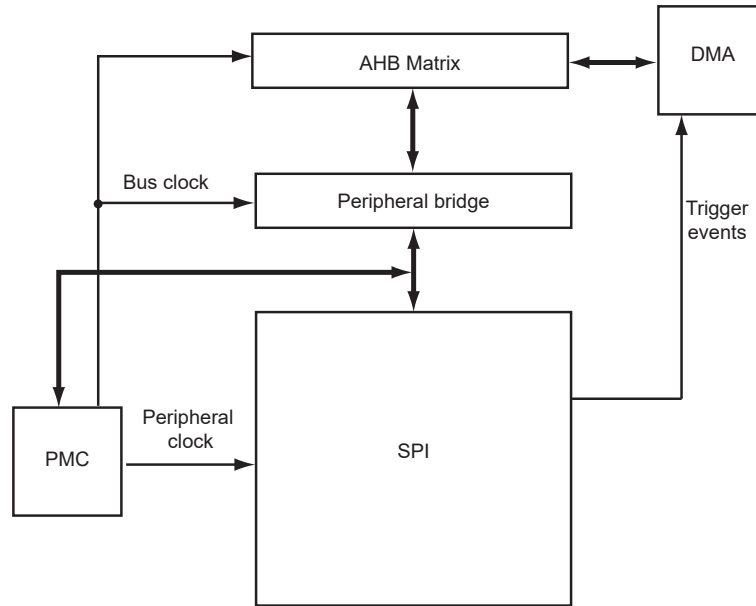 AHB Matrix
DMA
Bus clock
Peripheral bridge
Trigger
events
Peripheral
clock
PMC
SPI